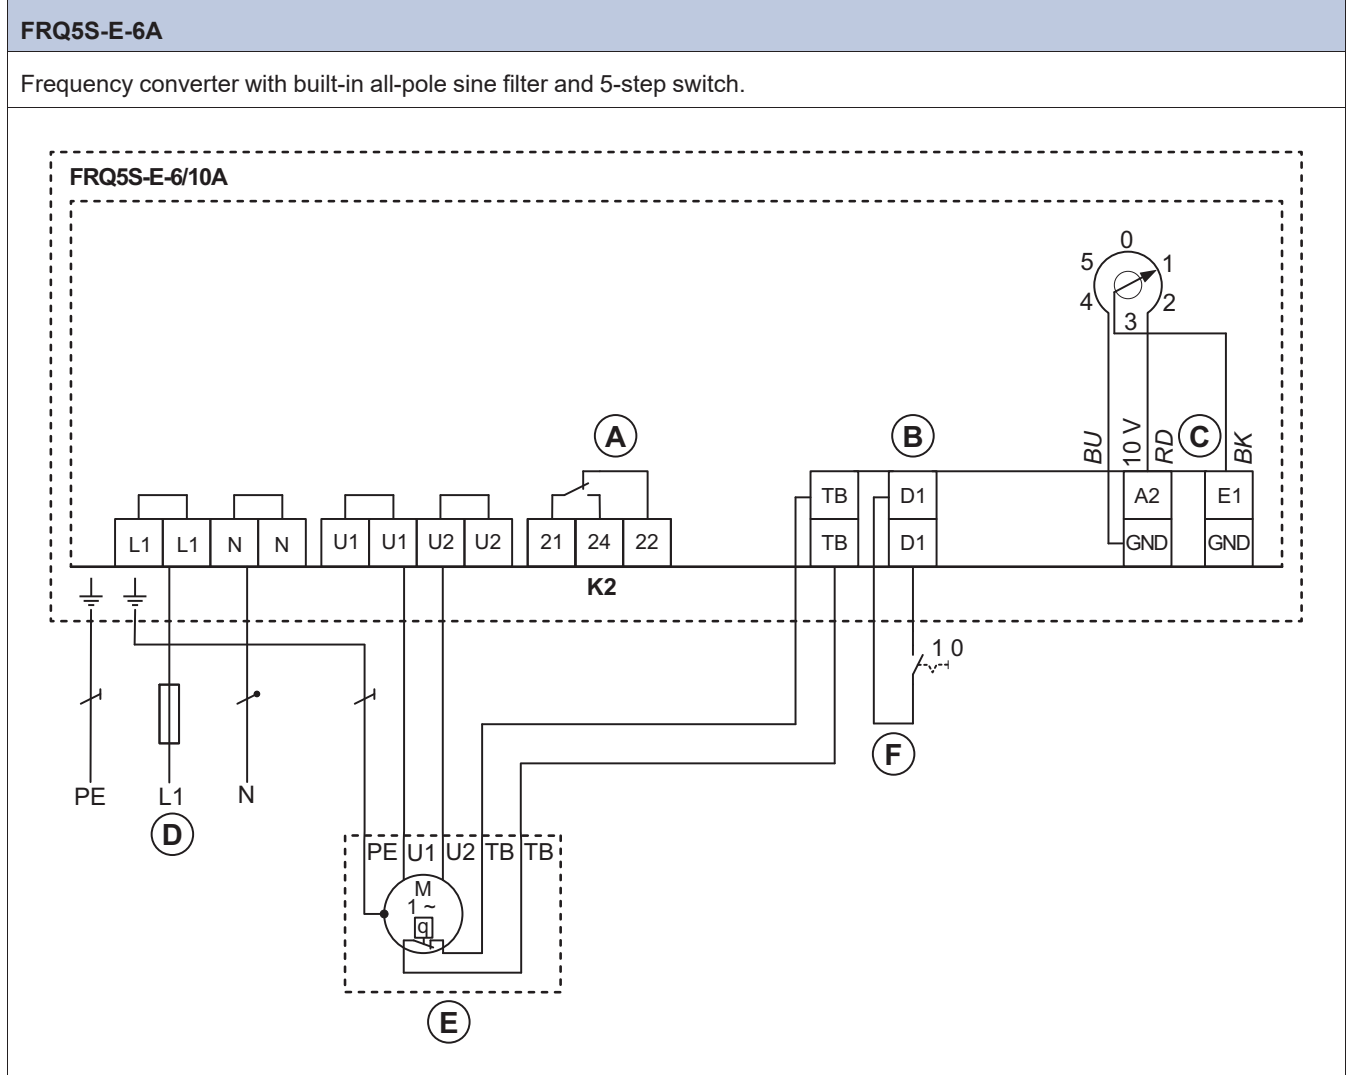 FRQ5S-E-6A
Frequency converter with built-in all-pole sine filter and 5-step switch.
FRQ5S-E-6/10A
0
5 1
4 2
3
A B C
BU 10 V RD BK
TB D1 A2 E1
L1 L1 N N U1 U1 U2 U2 21 24 22 TB D1 GND GND
K2
1 0
F
PE L1 N
D
PE U1 U2 TB TB
M
1 ~
q
E